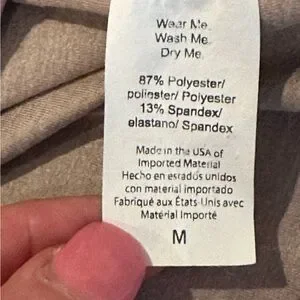 Wear Me.
Wash Me.
Dry Me.
87% Polyester/
poliester/ Polyester
13% Spandex/
elastano/ Spandex
Made in the USA of
Imported Material
Hecho en estados unidos
con material importado
Fabriqué aux États-Unis avec
Matérial Importé
M